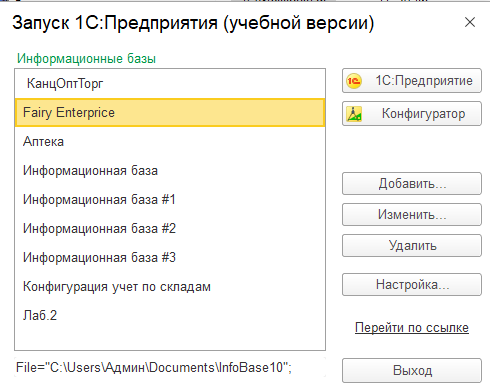 Запуск 1С:Предприятия (учебной версии)
Информационные базы
КанцОптТорг
Fairy Enterprice
Аптека
Информационная база
Информационная база #1
Информационная база #2
Информационная база #3
Конфигурация учет по складам
Лаб.2
File="C:\Users\Админ\Documents\InfoBase10";
1С:Предприятие
Конфигуратор
Добавить...
Изменить...
Удалить
Настройка...
Перейти по ссылке
Выход